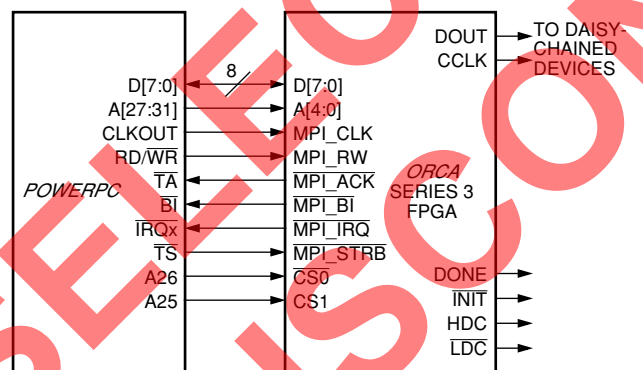 DOUT TO DAISY-
CCLK CHAINED
DEVICES
8
D[7:0] D[7:0]
A[27:31] A[4:0]
CLKOUT MPI_CLK
RD/WR MPI_RW
TA MPI_ACK
BI MPI_BI
IRQx MPI_IRQ
TS MPI_STRB
A26 CS0
A25 CS1
POWERPC
ORCA
SERIES 3
FPGA
DONE
INIT
HDC
LDC